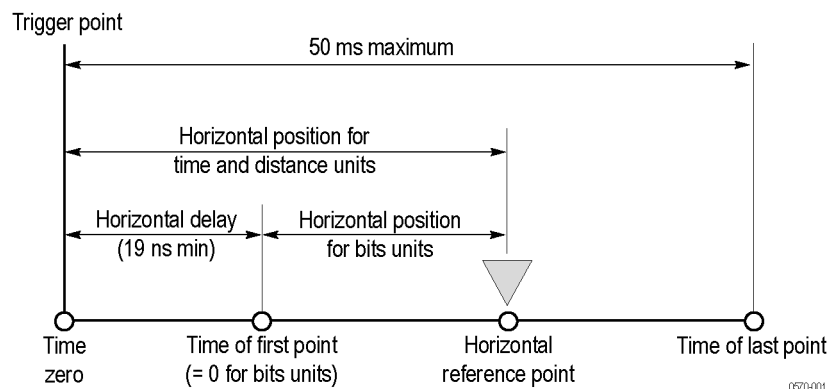 Trigger point
50 ms maximum
Horizontal position for
time and distance units
Horizontal delay
(19 ns min)
Horizontal position
for bits units
Time
zero
Time of first point
(= 0 for bits units)
Horizontal
reference point
Time of last point
0570-001